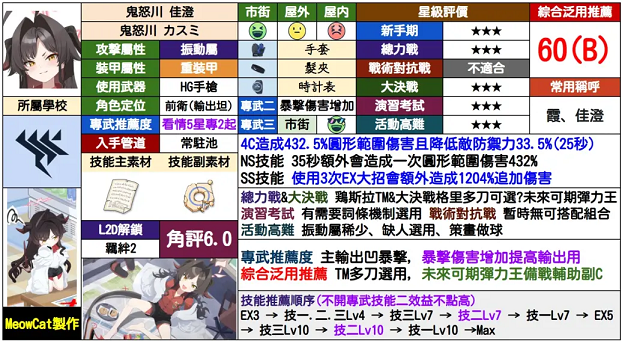 鬼怒川 佳澄
鬼怒川 カスミ
市街 屋外 屋內 星級評價 綜合泛用推薦
新手期 ★★★
60(B)
攻擊屬性 振動屬 手套 總力戰 ★★★
裝甲屬性 重裝甲 髮夾 戰術對抗戰 不適合
使用武器 HG手槍 時計表 大決戰 ★★★ 常用稱呼
所屬學校 角色定位 前衛(輸出坦) 專武二 暴擊傷害增加 演習考試 ★★★ 霞、佳澄
專武推薦度 看情5星專2起 專武三 市街 活動高難 ★★★
入手管道 常駐池
技能主素材 技能副素材
4C造成432.5%圓形範圍傷害且降低敵防禦力33.5%(25秒)
NS技能 35秒額外會造成一次圓形範圍傷害432%
SS技能 使用3次EX大招會額外造成1204%追加傷害
總力戰&大決戰 鶏斯拉TM&大決戰格里多刀可選?未來可期彈力王
演習考試 有需要詞條機制選用 戰術對抗戰 暫時無可搭配組合
活動高難 振動屬稀少、缺人選用、策畫做球
L2D解鎖
羈絆2
角評6.0
專武推薦度 主輸出凹暴擊, 暴擊傷害增加提高輸出用
綜合泛用推薦 TM多刀選用, 未來可期彈力王備戰輔助副C
技能推薦順序(不開專武技能二效益不點高)
EX3 → 技一.二.三Lv4 → 技三Lv7 → 技二Lv7 → 技一Lv7 → EX5
→ 技三Lv10 → 技二Lv10 → 技一Lv10 →Max
MeowCat製作